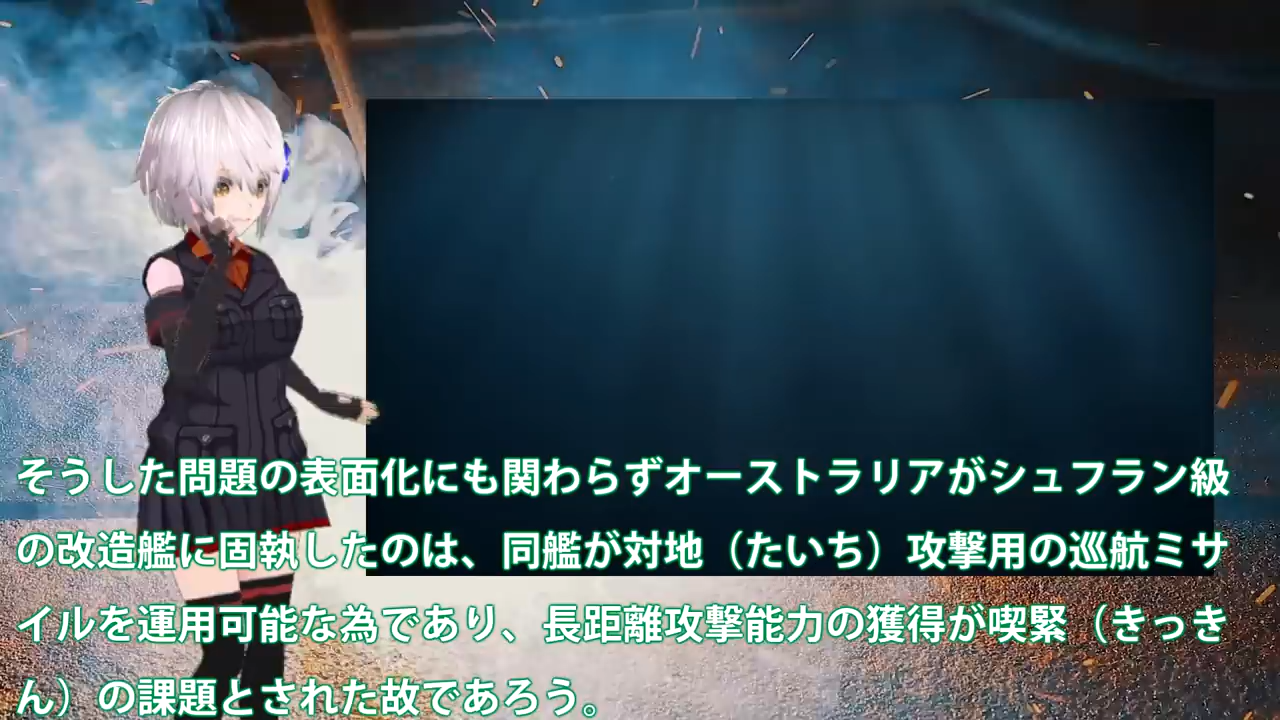 そうした問題の表面化にも関わらずオーストラリアがシュフラン級
の改造艦に固執したのは、同艦が対地（たいち）攻撃用の巡航ミサ
イルを運用可能な為であり、長距離攻撃能力の獲得が喫緊（きっき
ん）の課題とされた故であろう。